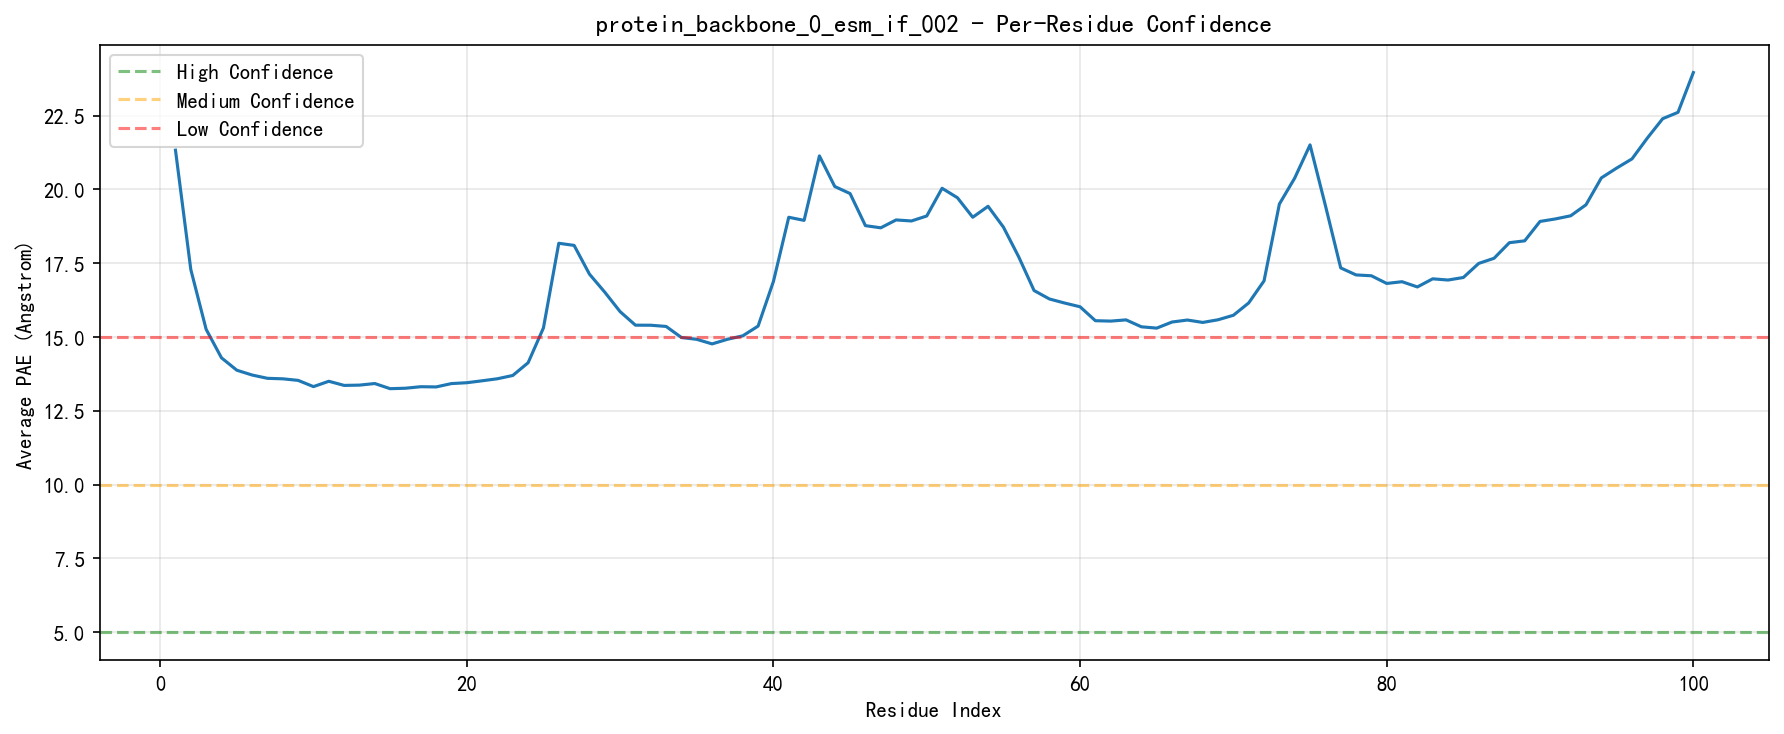 protein_backbone_0_esm_if_002 - Per-Residue Confidence
High Confidence
Medium Confidence
Low Confidence
Average PAE (Angstrom)
22.5
20.0
17.5
15.0
12.5
10.0
7.5
5.0
0 20 40 60 80 100
Residue Index